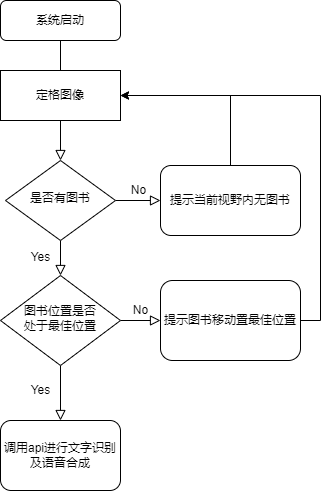 系统启动
定格图像
是否有图书
No
提示当前视野内无图书
Yes
图书位置是否
处于最佳位置
No
提示图书移动置最佳位置
Yes
调用api进行文字识别
及语音合成